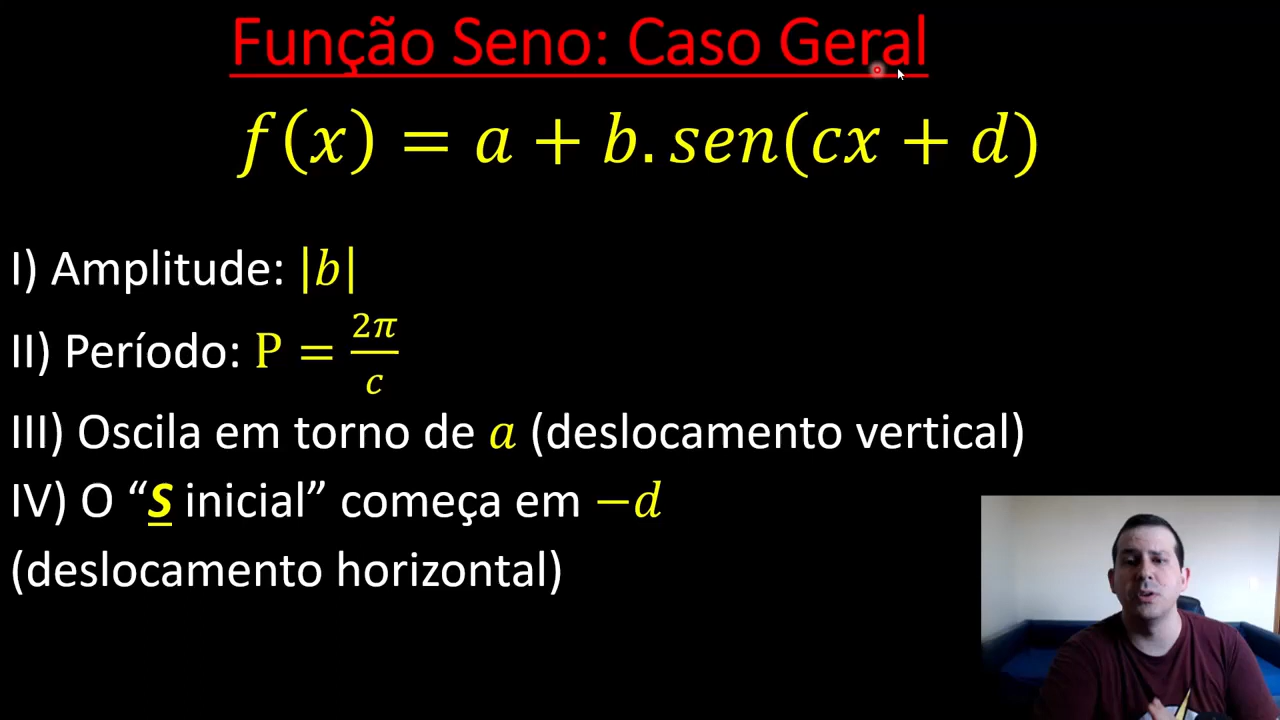 Função Seno: Caso Geral
f(x) = a + b.sen(cx + d)
I) Amplitude: |b|
II) Período: P = 2π/c
III) Oscila em torno de a (deslocamento vertical)
IV) O “S inicial” começa em −d
(deslocamento horizontal)